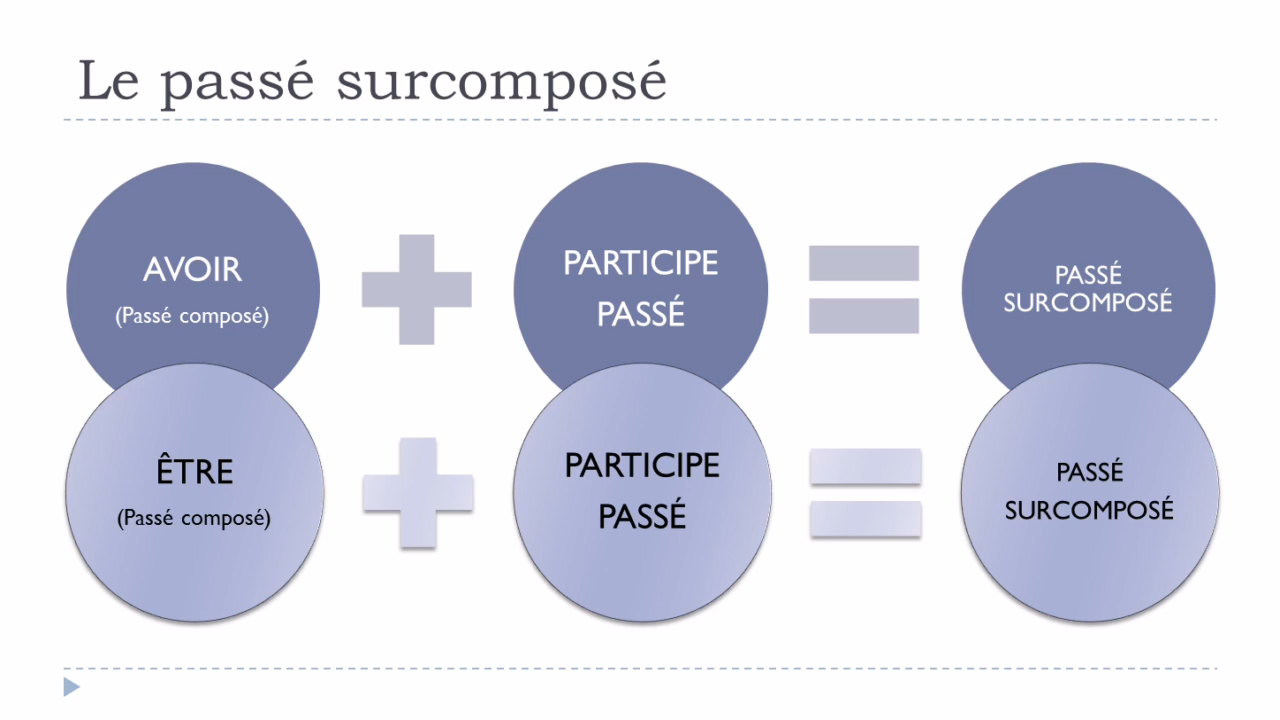 Le passé surcomposé
AVOIR
(Passé composé)
PARTICIPE
PASSÉ
PASSÉ
SURCOMPOSÉ
ÊTRE
(Passé composé)
PARTICIPE
PASSÉ
PASSÉ
SURCOMPOSÉ